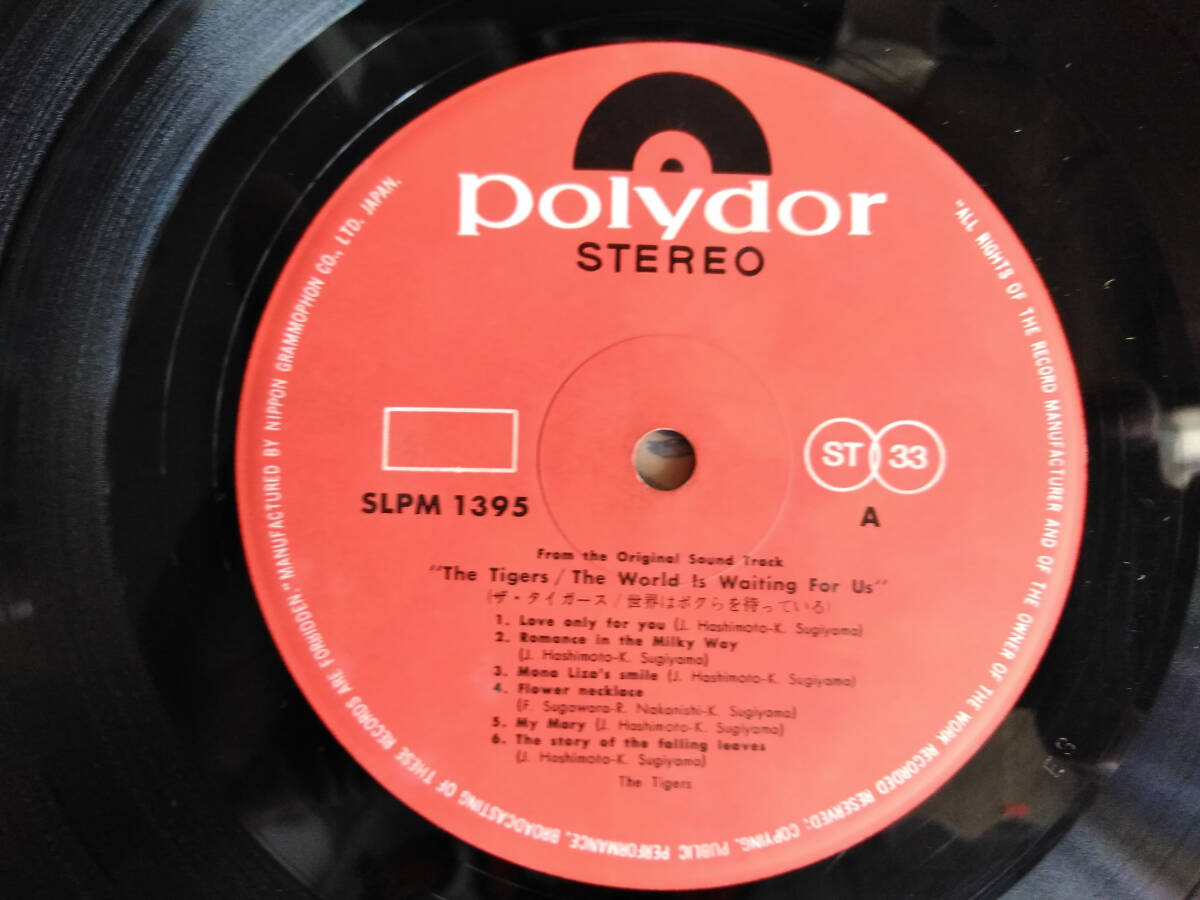 polydor
STEREO
ST 33
SLPM 1395
A
From the Original Sound Track
"The Tigers / The World Is Waiting For Us"
(ザ・タイガース / 世界はボクらを待っている)
1. Love only for you (J. Hashimoto-K. Sugiyama)
2. Romance in the Milky Way
(J. Hashimoto-K. Sugiyama)
3. Mona Liza's smile (J. Hashimoto-K. Sugiyama)
4. Flower necklace
(F. Sugawara-R. Nakanishi-K. Sugiyama)
5. My Mary (J. Hashimoto-K. Sugiyama)
6. The story of the falling leaves
(J. Hashimoto-K. Sugiyama)
The Tigers
"ALL RIGHTS OF THE RECORD MANUFACTURER AND OF THE OWNER OF THE WORK RECORDED RESERVED: COPYING, PUBLIC PERFORMANCE, BROADCASTING OF THESE RECORDS ARE FORBIDDEN." MANUFACTURED BY NIPPON GRAMMOPHON CO., LTD. JAPAN.